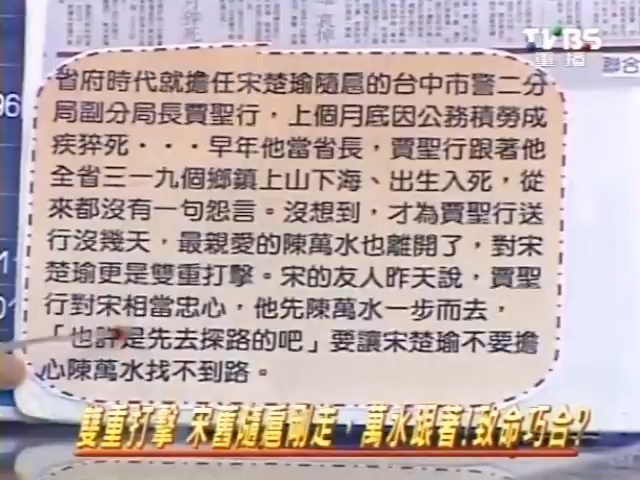 TVBS
重播
聯合
96
省府時代就擔任宋楚瑜隨扈的台中市警二分
局副分局長賈聖行，上個月底因公務積勞成
疾猝死···早年他當省長，賈聖行跟著他
全省三一九個鄉鎮上山下海、出生入死，從
來都沒有一句怨言。沒想到，才為賈聖行送
行沒幾天，最親愛的陳萬水也離開了，對宋
楚瑜更是雙重打擊。宋的友人昨天說，賈聖
行對宋相當忠心，他先陳萬水一步而去，
「也許是先去探路的吧」要讓宋楚瑜不要擔
心陳萬水找不到路。
雙重打擊 宋舊隨扈剛走，萬水跟著!致命巧合?